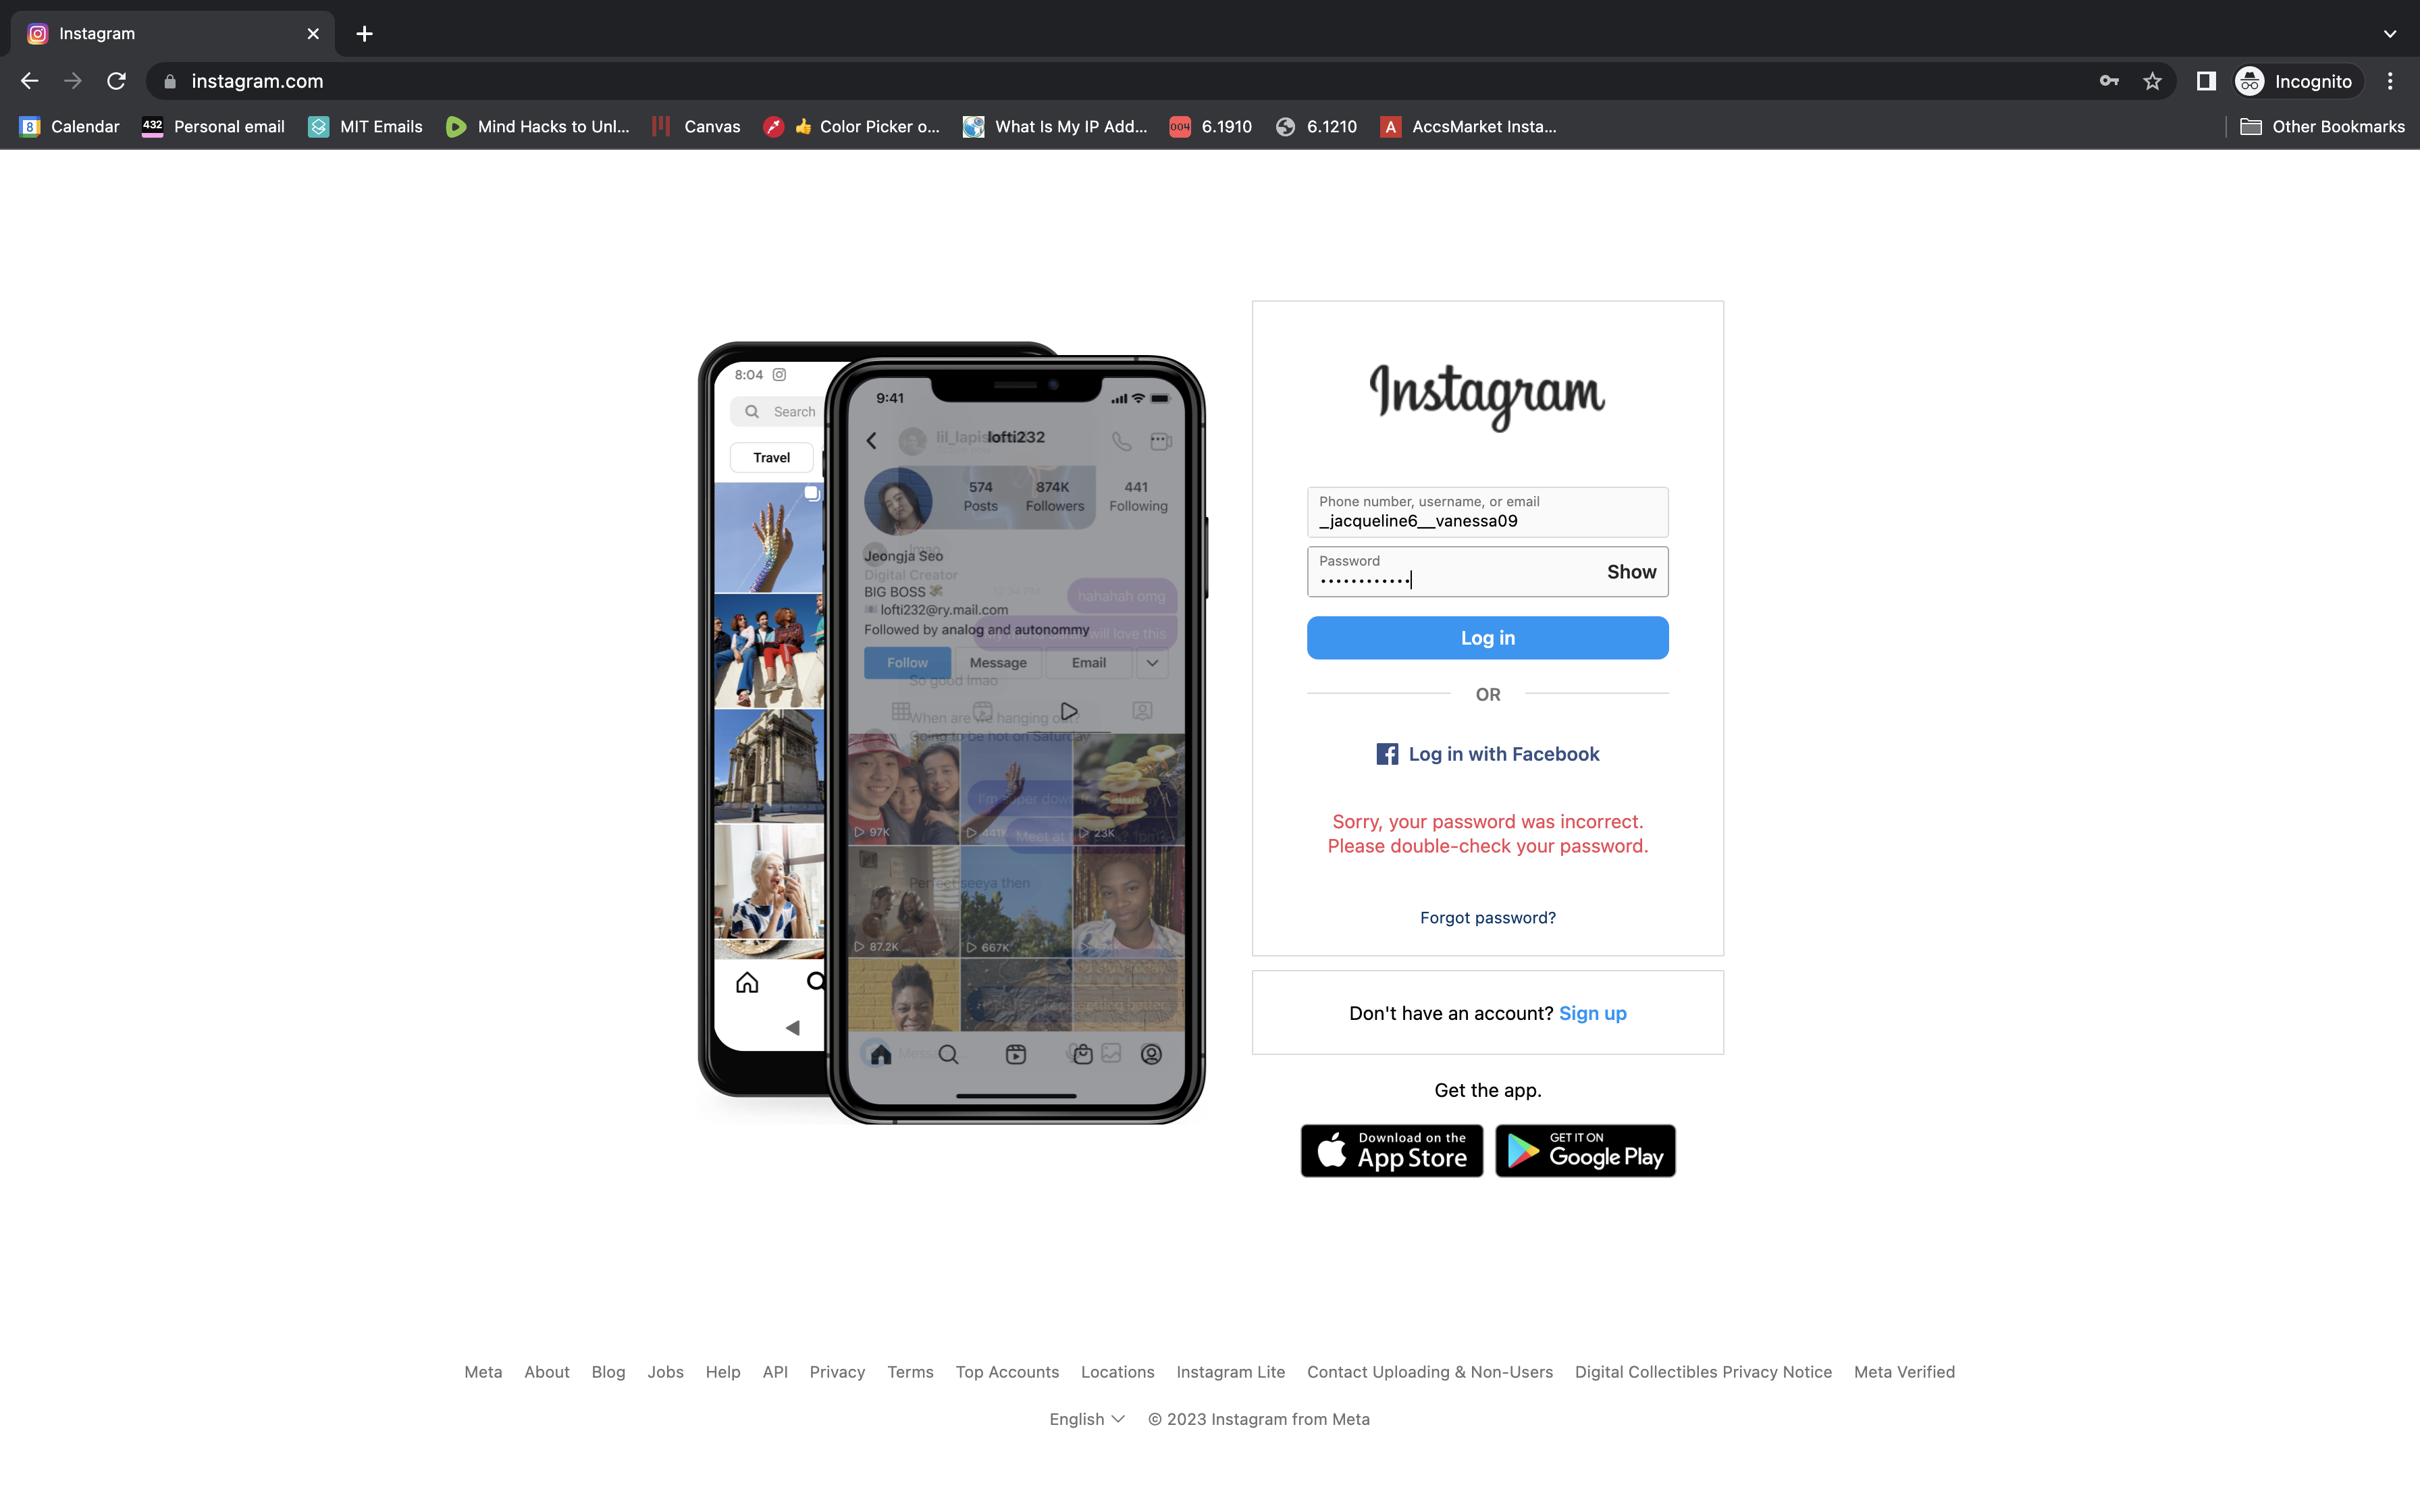 Instagram
instagram.com
Incognito
Calendar
432 Personal email
MIT Emails
Mind Hacks to Unl...
Canvas
👍 Color Picker o...
What Is My IP Add...
004 6.1910
6.1210
A AccsMarket Insta...
Other Bookmarks
8:04
Search
Travel
9:41
lofti232
574
Posts
874K
Followers
441
Following
Jeongja Seo
Digital Creator
BIG BOSS
lofti232@ry.mail.com
Followed by analog and autonommy
Follow
Message
Email
hahahah omg
will love this
So good lmao
When are we hanging out?
Going to be hot on Saturday
97K
441K
23K
Perfect seeya then
87.2K
667K
Instagram
Phone number, username, or email
_jacqueline6__vanessa09
Password
••••••••••••
Show
Log in
OR
Log in with Facebook
Sorry, your password was incorrect.
Please double-check your password.
Forgot password?
Don't have an account? Sign up
Get the app.
Download on the
App Store
GET IT ON
Google Play
Meta
About
Blog
Jobs
Help
API
Privacy
Terms
Top Accounts
Locations
Instagram Lite
Contact Uploading & Non-Users
Digital Collectibles Privacy Notice
Meta Verified
English
© 2023 Instagram from Meta